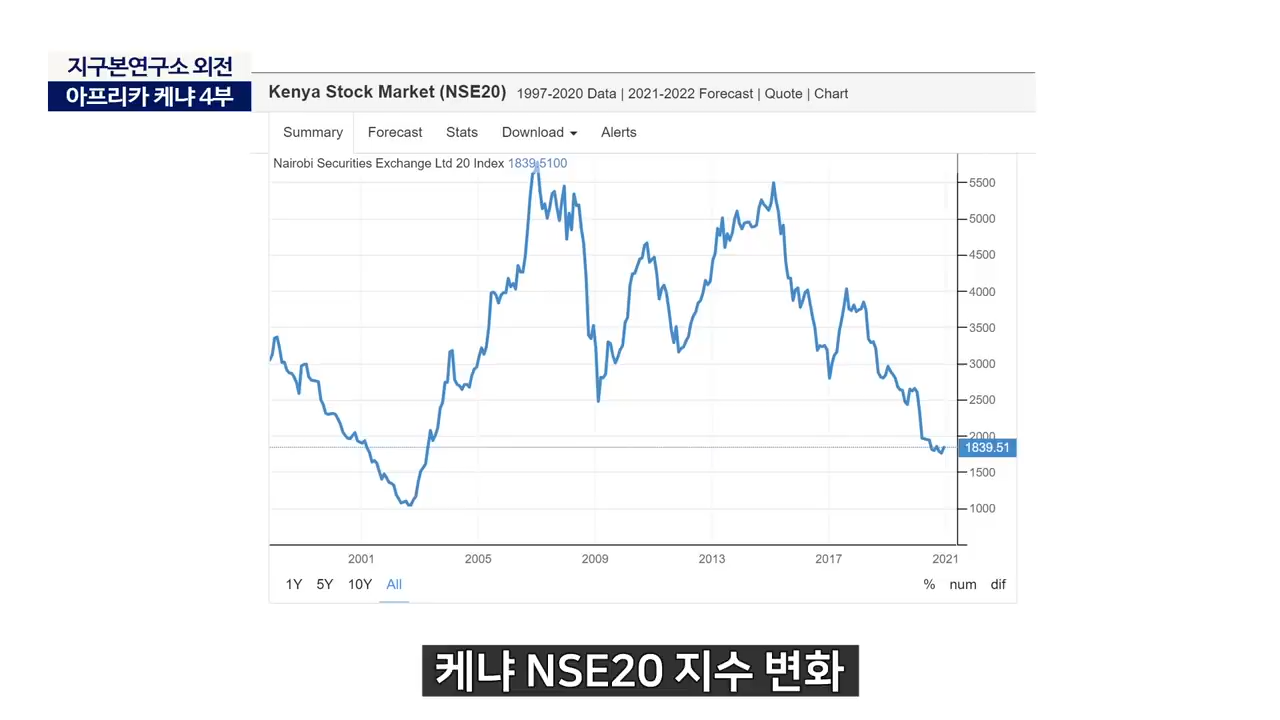 지구본연구소 외전
아프리카 케냐 4부
Kenya Stock Market (NSE20) 1997-2020 Data | 2021-2022 Forecast | Quote | Chart
Summary Forecast Stats Download Alerts
Nairobi Securities Exchange Ltd 20 Index 1839.5100
5500
5000
4500
4000
3500
3000
2500
2000
1839.51
1500
1000
2001 2005 2009 2013 2017 2021
1Y 5Y 10Y All % num dif
케냐 NSE20 지수 변화